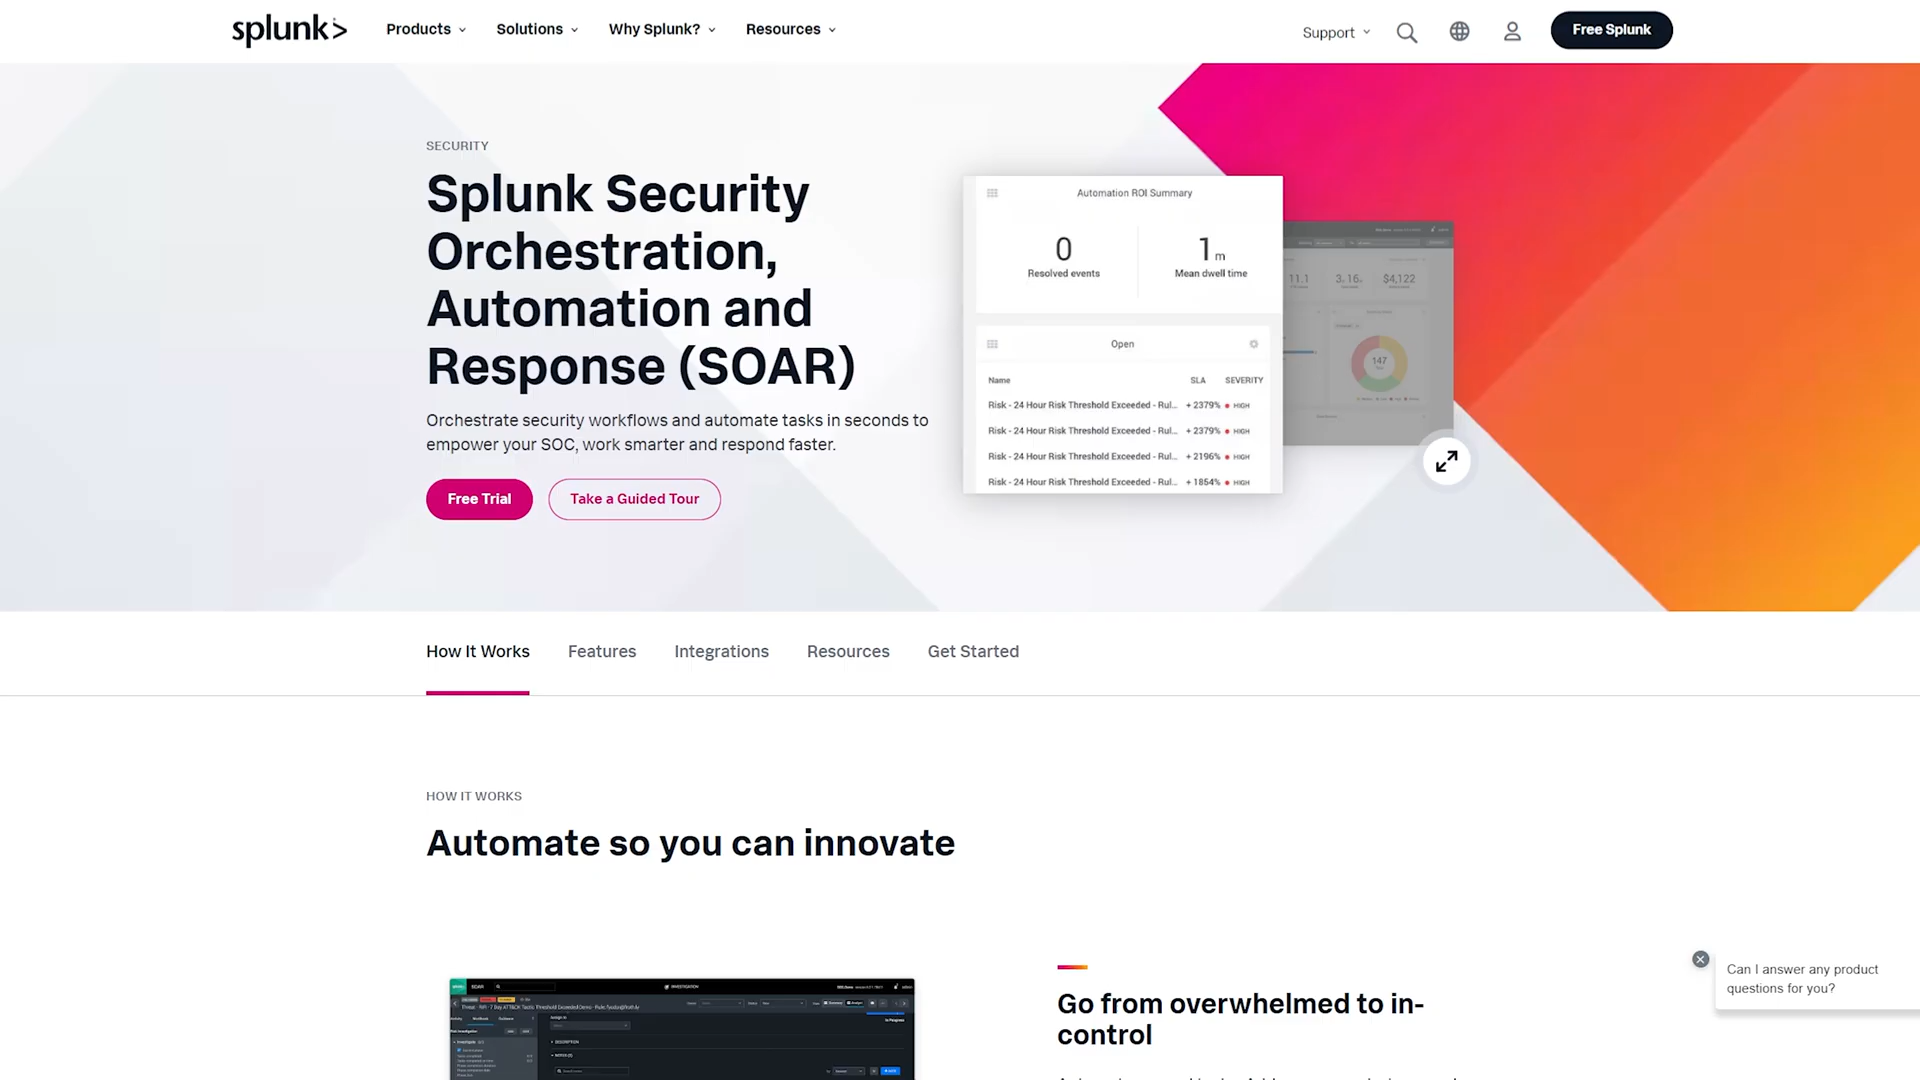 splunk>
Products
Solutions
Why Splunk?
Resources
Support
Free Splunk
SECURITY
Splunk Security
Orchestration,
Automation and
Response (SOAR)
Orchestrate security workflows and automate tasks in seconds to
empower your SOC, work smarter and respond faster.
Free Trial
Take a Guided Tour
Automation ROI Summary
0
Resolved events
1 m
Mean dwell time
Open
Name SLA SEVERITY
Risk - 24 Hour Risk Threshold Exceeded - Rul... + 2379% HIGH
Risk - 24 Hour Risk Threshold Exceeded - Rul... + 2379% HIGH
Risk - 24 Hour Risk Threshold Exceeded - Rul... + 2196% HIGH
Risk - 24 Hour Risk Threshold Exceeded - Rul... + 1854% HIGH
11.1
$4,122
147
How It Works
Features
Integrations
Resources
Get Started
HOW IT WORKS
Automate so you can innovate
SOAR
INVESTIGATION
Go from overwhelmed to in-
control
Can I answer any product
questions for you?